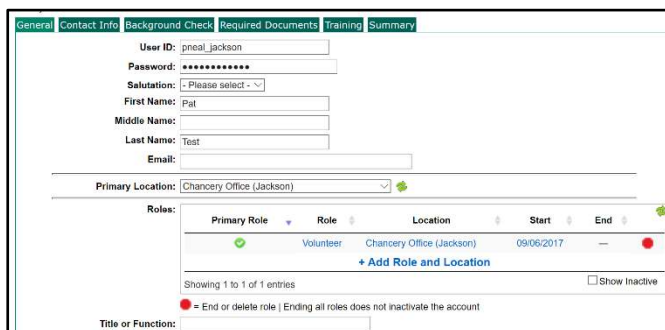 General Contact Info Background Check Required Documents Training Summary
User ID: pneal_jackson
Password: ••••••••••••
Salutation: - Please select -
First Name: Pat
Middle Name:
Last Name: Test
Email:
Primary Location: Chancery Office (Jackson)
Roles:
Primary Role Role Location Start End
Volunteer Chancery Office (Jackson) 09/06/2017 —
+ Add Role and Location
Showing 1 to 1 of 1 entries Show Inactive
= End or delete role | Ending all roles does not inactivate the account
Title or Function: